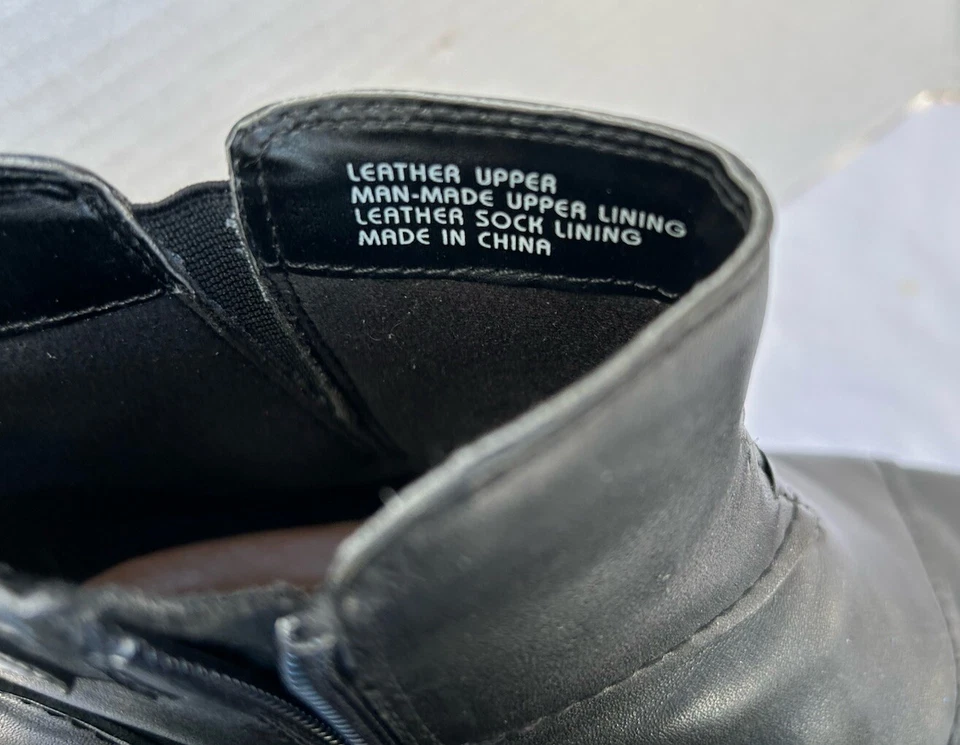 LEATHER UPPER
MAN-MADE UPPER LINING
LEATHER SOCK LINING
MADE IN CHINA